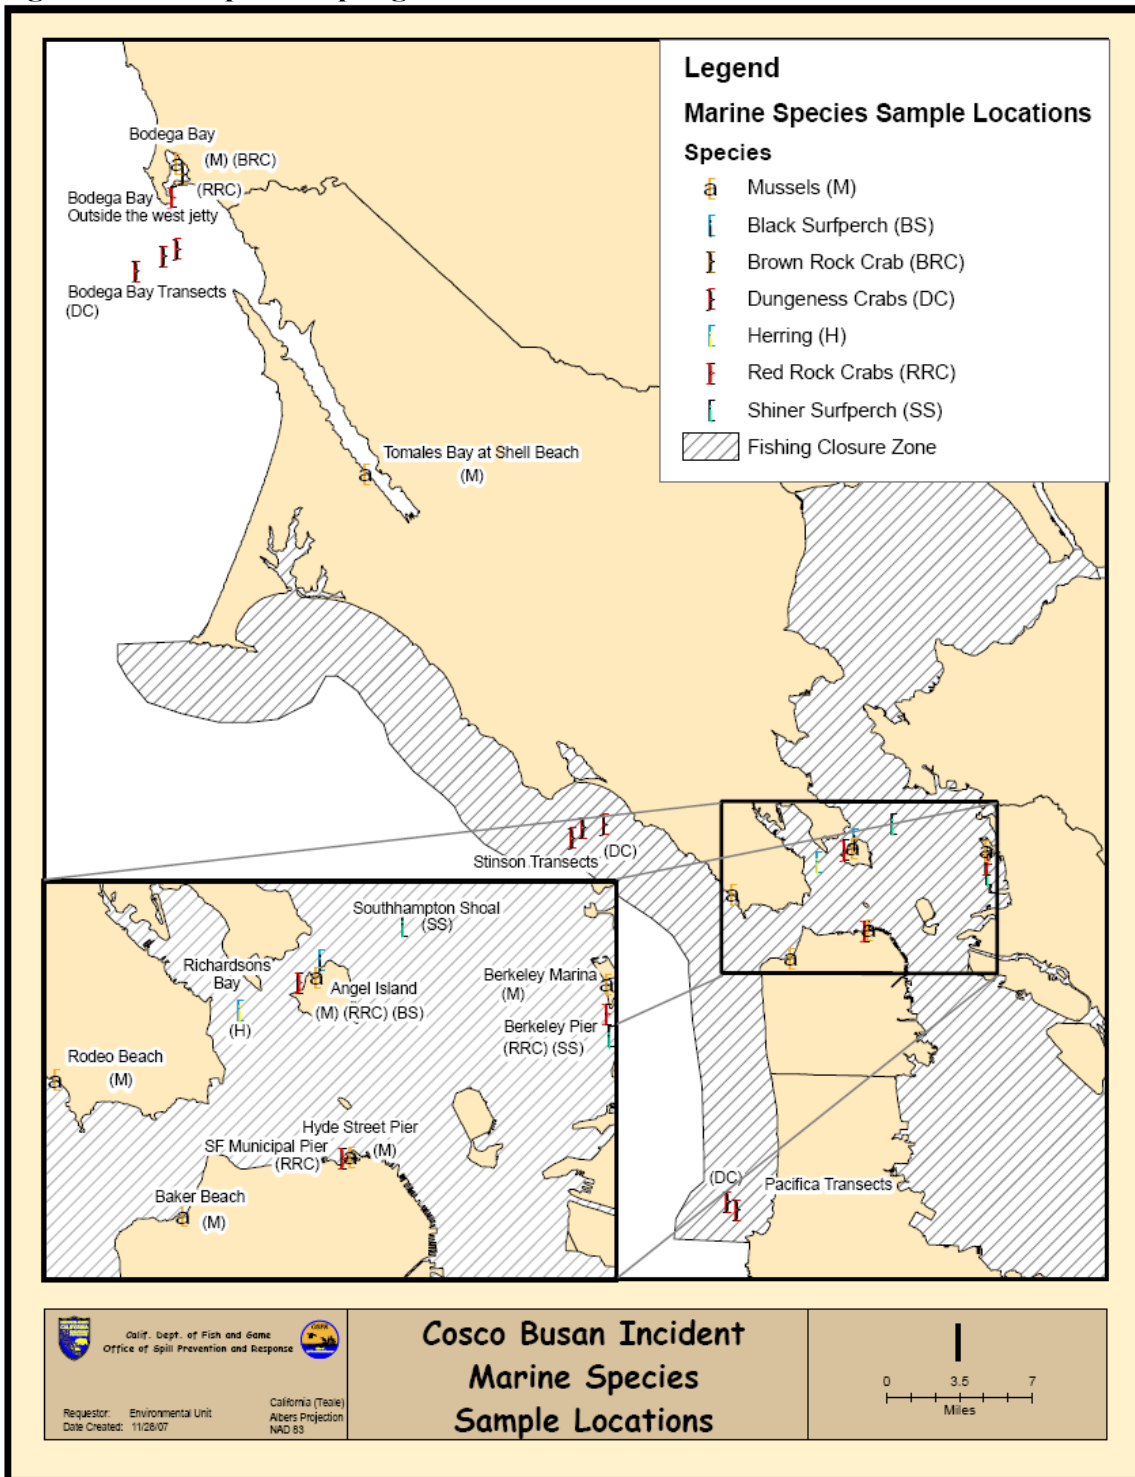 Legend
Marine Species Sample Locations
Species
a Mussels (M)
Black Surfperch (BS)
Brown Rock Crab (BRC)
Dungeness Crabs (DC)
Herring (H)
Red Rock Crabs (RRC)
Shiner Surfperch (SS)
Fishing Closure Zone
Bodega Bay
a (M) (BRC)
(RRC)
Bodega Bay
Outside the west jetty
Bodega Bay Transects
(DC)
Tomales Bay at Shell Beach
a (M)
Stinson Transects (DC)
a
a
a
a
a
Southhampton Shoal
(SS)
Richardsons
Bay
(H)
a Angel Island
(M) (RRC) (BS)
Berkeley Marina a
(M)
Berkeley Pier
(RRC) (SS)
Rodeo Beach
a (M)
Hyde Street Pier
a (M)
SF Municipal Pier
(RRC)
Baker Beach
a (M)
(DC)
Pacifica Transects
Calif. Dept. of Fish and Game
Office of Spill Prevention and Response
Requestor: Environmental Unit
Date Created: 11/28/07
California (Teale)
Albers Projection
NAD 83
Cosco Busan Incident
Marine Species
Sample Locations
0 3.5 7
Miles